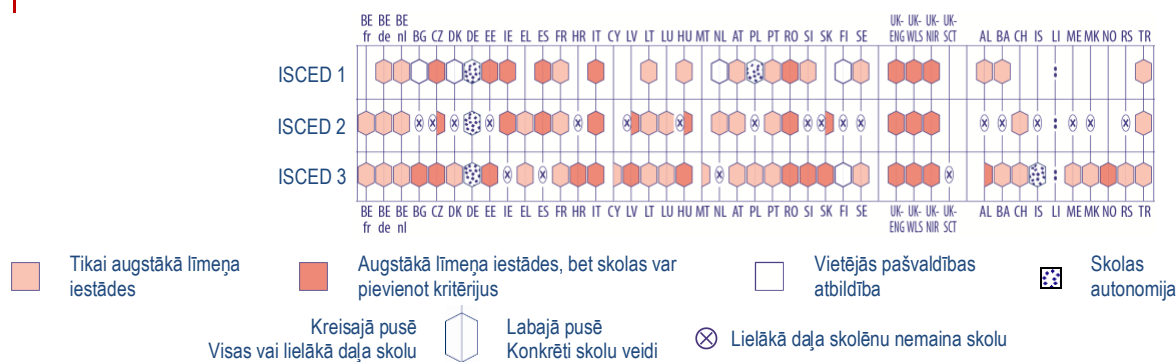 BE BE BE UK- UK- UK- UK-
fr de nl BG CZ DK DE EE IE EL ES FR HR IT CY LV LT LU HU MT NL AT PL PT RO SI SK FI SE ENG WLS NIR SCT AL BA CH IS LI ME MK NO RS TR
ISCED 1
:
ISCED 2
:
ISCED 3
:
BE BE BE BG CZ DK DE EE IE EL ES FR HR IT CY LV LT LU HU MT NL AT PL PT RO SI SK FI SE UK- UK- UK- UK- AL BA CH IS LI ME MK NO RS TR
fr de nl ENG WLS NIR SCT
Tikai augstākā līmeņa
iestādes
Augstākā līmeņa iestādes, bet skolas var
pievienot kritērijus
Vietējās pašvaldības
atbildība
Skolas
autonomija
Kreisajā pusē
Visas vai lielākā daļa skolu
Labajā pusē
Konkrēti skolu veidi
Lielākā daļa skolēnu nemaina skolu